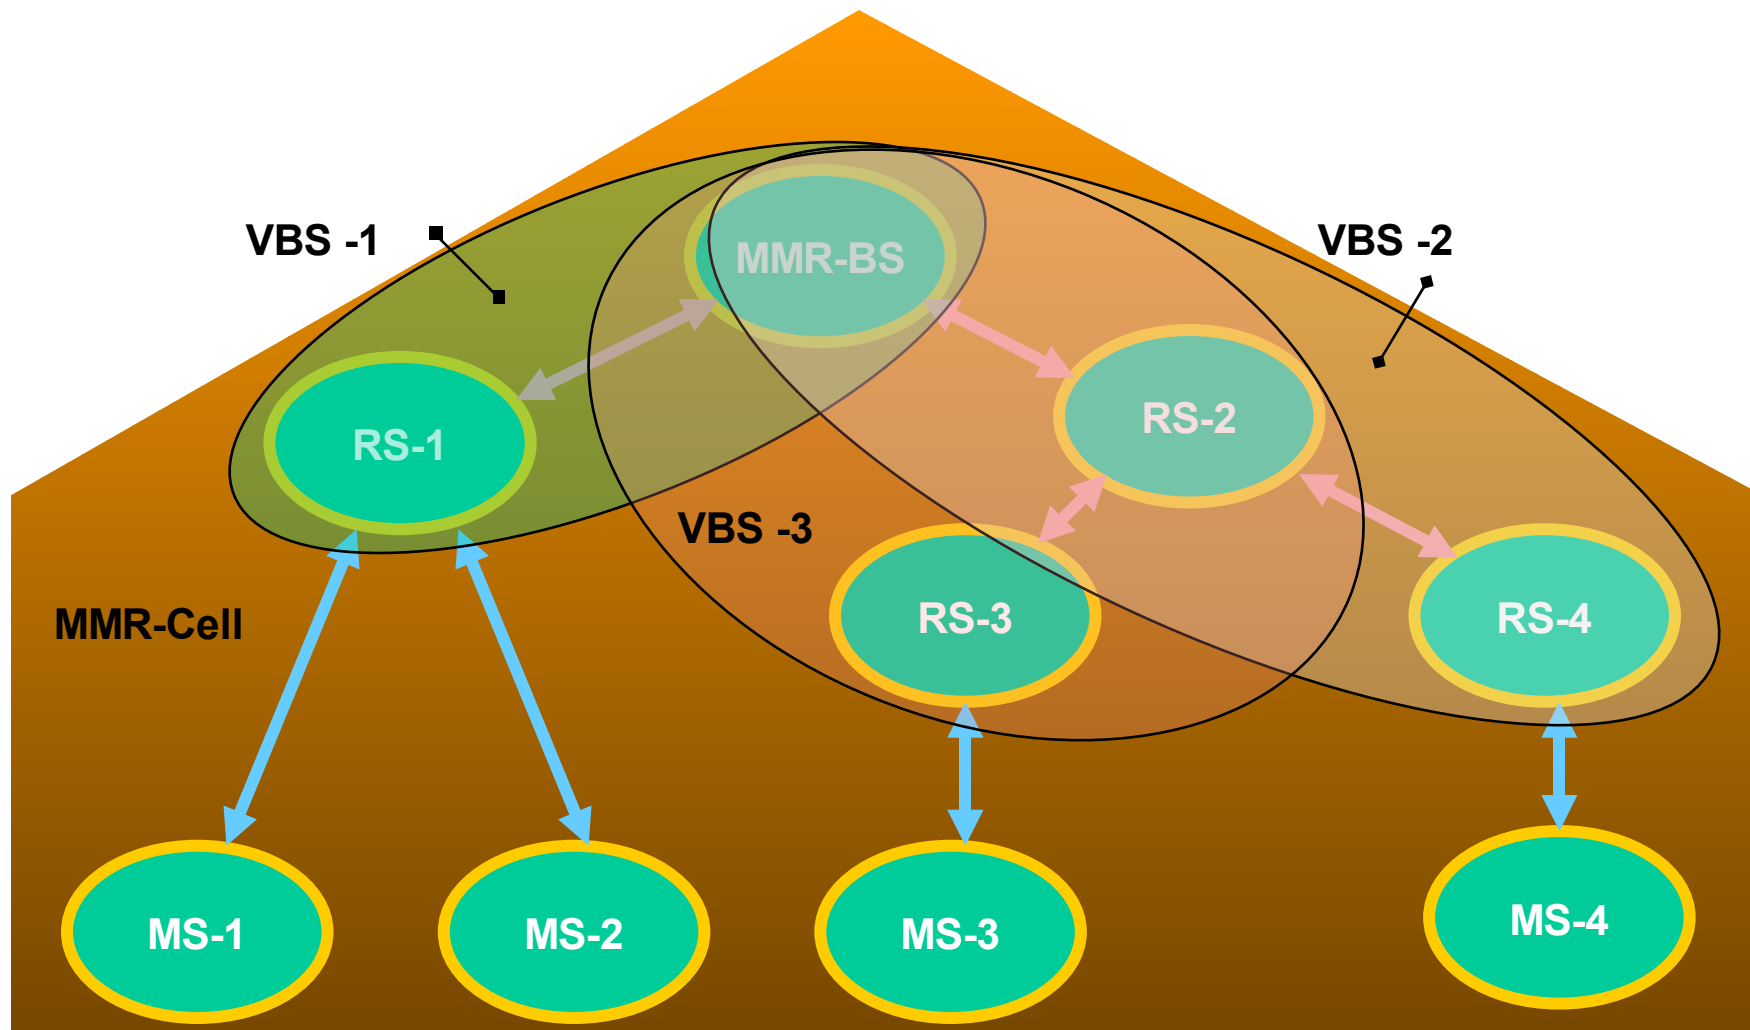 VBS -1
VBS -2
MMR-BS
RS-1
RS-2
VBS -3
MMR-Cell
RS-3
RS-4
MS-1
MS-2
MS-3
MS-4